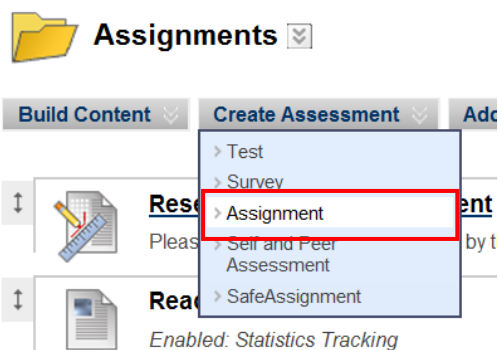 Assignments
Build Content
Create Assessment
Test
Survey
Assignment
Self and Peer
Assessment
SafeAssignment
Enabled: Statistics Tracking